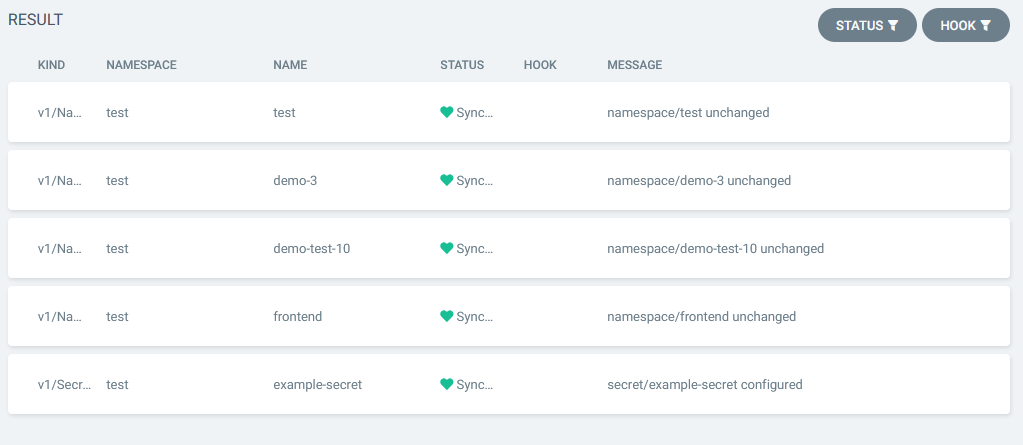 RESULT STATUS HOOK
KIND NAMESPACE NAME STATUS HOOK MESSAGE
v1/Na... test test Sync... namespace/test unchanged
v1/Na... test demo-3 Sync... namespace/demo-3 unchanged
v1/Na... test demo-test-10 Sync... namespace/demo-test-10 unchanged
v1/Na... test frontend Sync... namespace/frontend unchanged
v1/Secr... test example-secret Sync... secret/example-secret configured